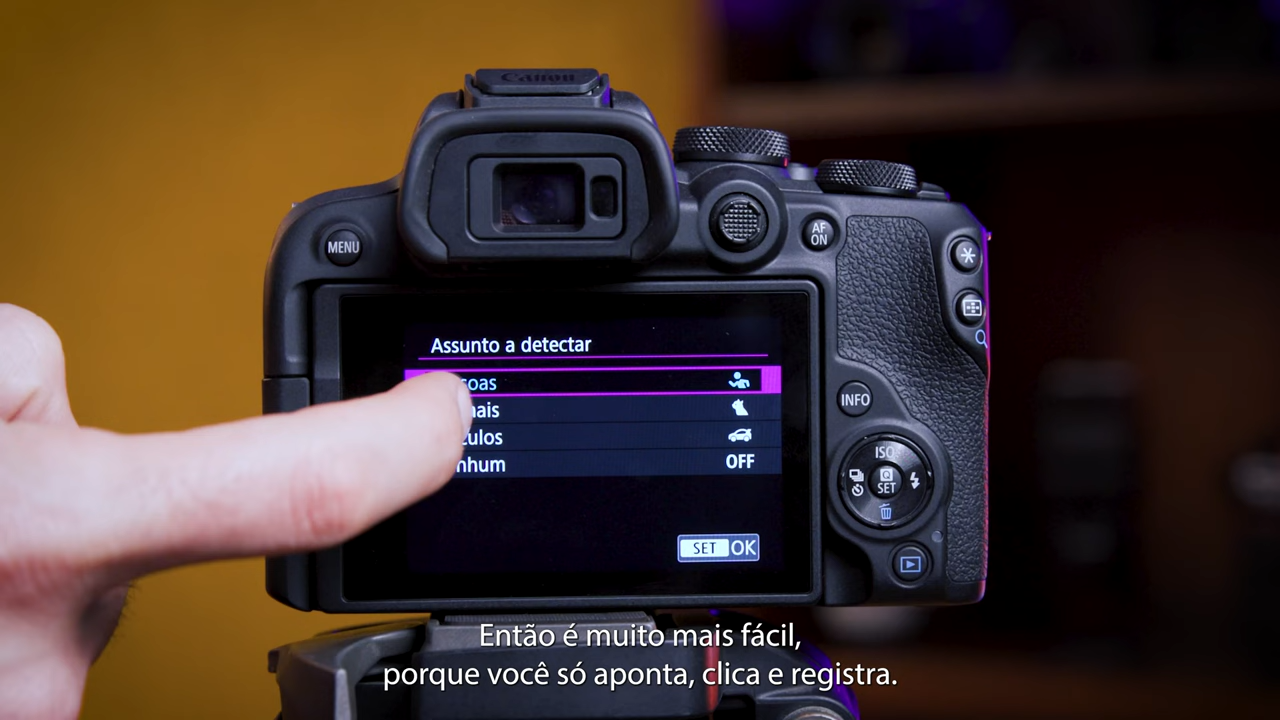 Canon
MENU
AF
ON
Assunto a detectar
soas
nais
culos
nhum
OFF
SET OK
INFO
ISO
Q
SET
Então é muito mais fácil,
porque você só aponta, clica e registra.